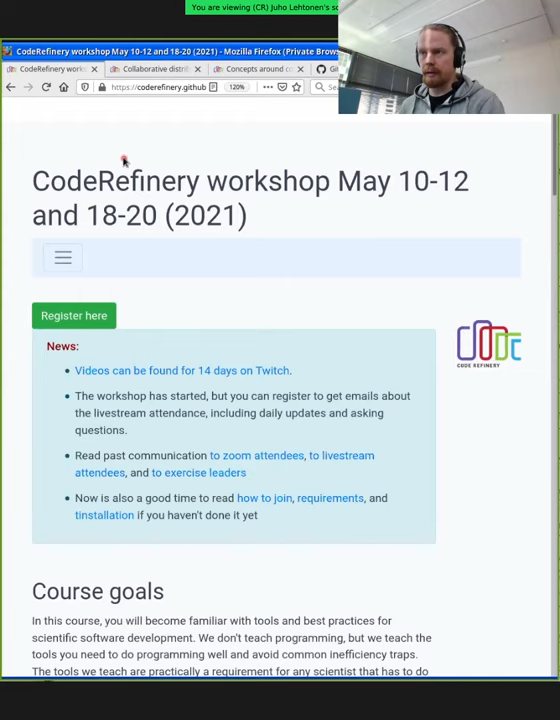 You are viewing (CR) Juho Lehtonen's
CodeRefinery workshop May 10-12 and 18-20 (2021) - Mozilla Firefox (Private Brows
CodeRefinery work
Collaborative distri
Concepts around co
https://coderefinery.github
120%
CodeRefinery workshop May 10-12
and 18-20 (2021)
Register here
News:
Videos can be found for 14 days on Twitch.
The workshop has started, but you can register to get emails about
the livestream attendance, including daily updates and asking
questions.
Read past communication to zoom attendees, to livestream
attendees, and to exercise leaders
Now is also a good time to read how to join, requirements, and
tinstallation if you haven't done it yet
CODE REFINERY
Course goals
In this course, you will become familiar with tools and best practices for
scientific software development. We don't teach programming, but we teach the
tools you need to do programming well and avoid common inefficiency traps.
The tools we teach are practically a requirement for any scientist that has to do